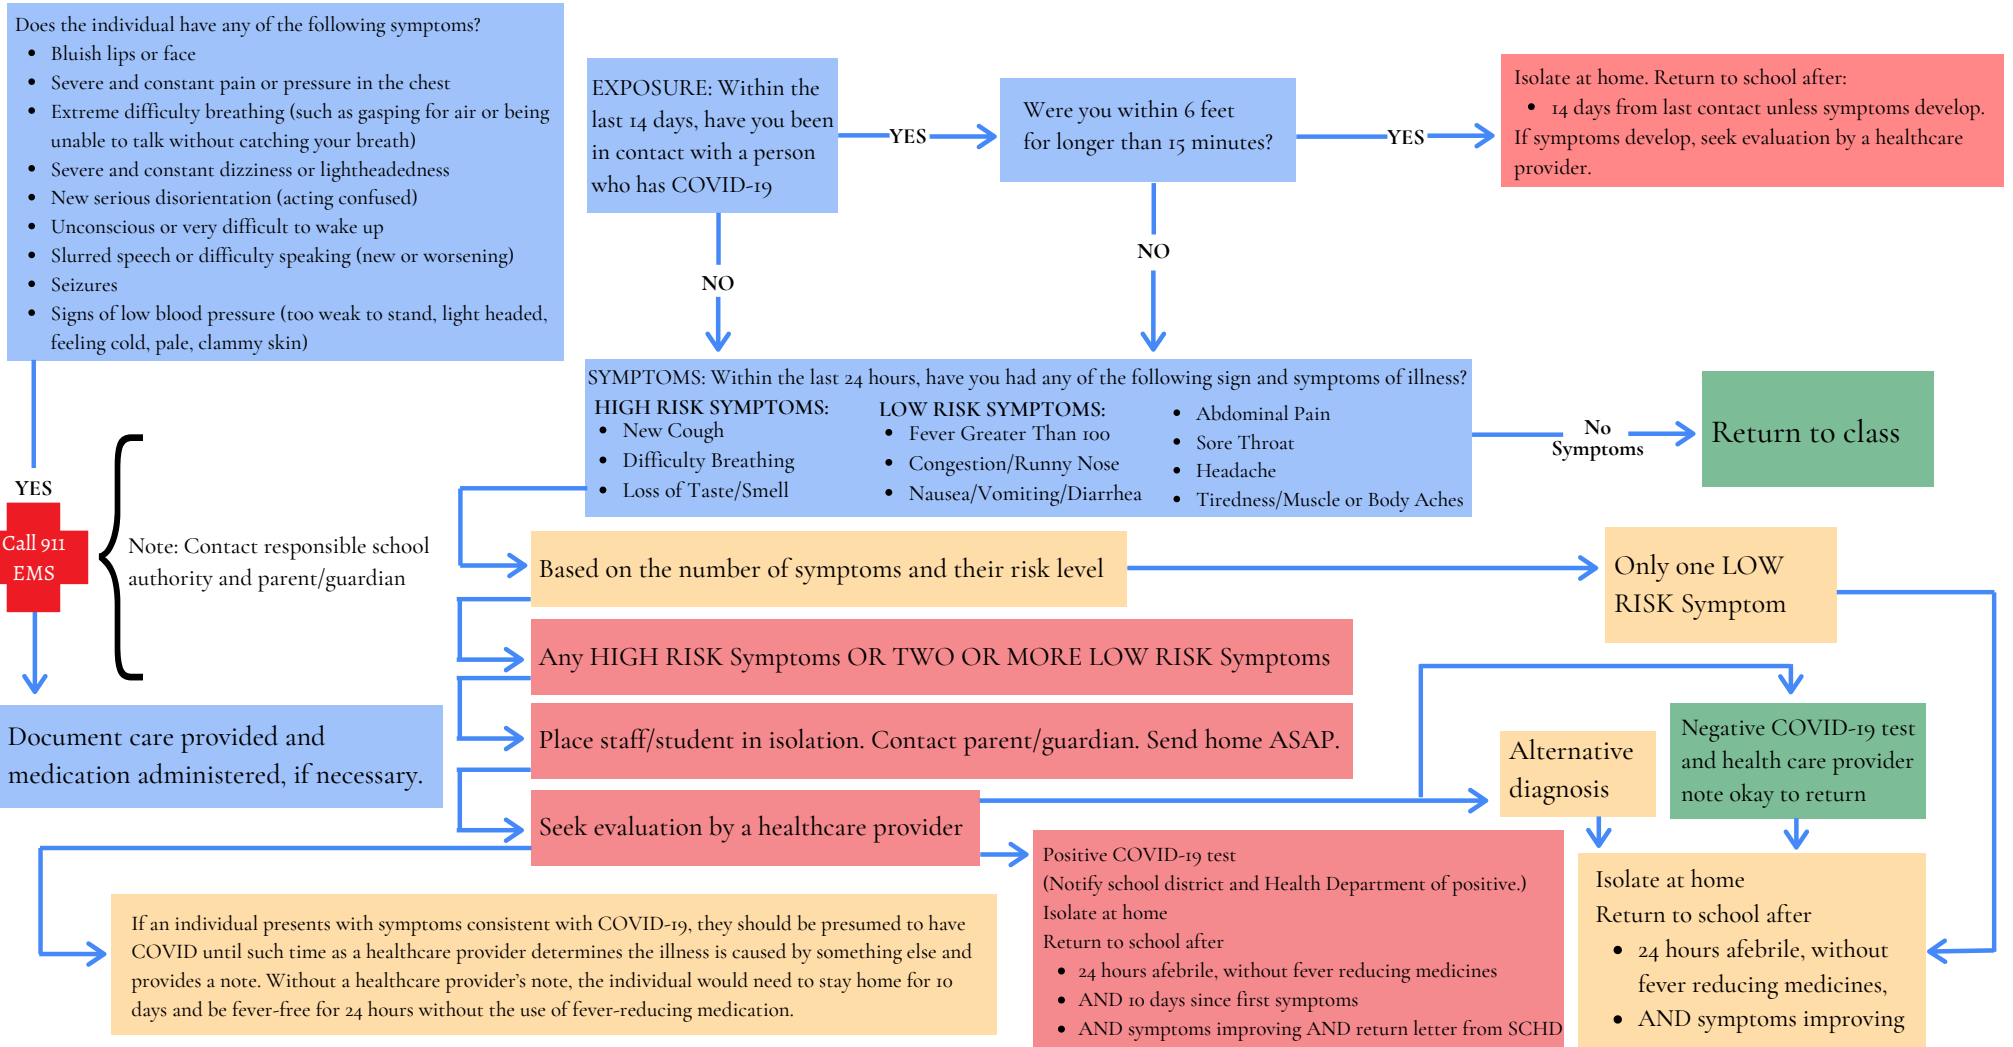 Does the individual have any of the following symptoms?
• Bluish lips or face
• Severe and constant pain or pressure in the chest
• Extreme difficulty breathing (such as gasping for air or being
unable to talk without catching your breath)
• Severe and constant dizziness or lightheadedness
• New serious disorientation (acting confused)
• Unconscious or very difficult to wake up
• Slurred speech or difficulty speaking (new or worsening)
• Seizures
• Signs of low blood pressure (too weak to stand, light headed,
feeling cold, pale, clammy skin)
YES
Call 911
EMS
Note: Contact responsible school
authority and parent/guardian
Document care provided and
medication administered, if necessary.
EXPOSURE: Within the
last 14 days, have you been
in contact with a person
who has COVID-19
YES
NO
Were you within 6 feet
for longer than 15 minutes?
YES
NO
Isolate at home. Return to school after:
• 14 days from last contact unless symptoms develop.
If symptoms develop, seek evaluation by a healthcare
provider.
SYMPTOMS: Within the last 24 hours, have you had any of the following sign and symptoms of illness?
HIGH RISK SYMPTOMS:
• New Cough
• Difficulty Breathing
• Loss of Taste/Smell
LOW RISK SYMPTOMS:
• Fever Greater Than 100
• Congestion/Runny Nose
• Nausea/Vomiting/Diarrhea
• Abdominal Pain
• Sore Throat
• Headache
• Tiredness/Muscle or Body Aches
No
Symptoms
Return to class
Based on the number of symptoms and their risk level
Only one LOW
RISK Symptom
Any HIGH RISK Symptoms OR TWO OR MORE LOW RISK Symptoms
Place staff/student in isolation. Contact parent/guardian. Send home ASAP.
Seek evaluation by a healthcare provider
Alternative
diagnosis
Negative COVID-19 test
and health care provider
note okay to return
If an individual presents with symptoms consistent with COVID-19, they should be presumed to have
COVID until such time as a healthcare provider determines the illness is caused by something else and
provides a note. Without a healthcare provider's note, the individual would need to stay home for 10
days and be fever-free for 24 hours without the use of fever-reducing medication.
Positive COVID-19 test
(Notify school district and Health Department of positive.)
Isolate at home
Return to school after
• 24 hours afebrile, without fever reducing medicines
• AND 10 days since first symptoms
• AND symptoms improving AND return letter from SCHD
Isolate at home
Return to school after
• 24 hours afebrile, without
fever reducing medicines,
• AND symptoms improving